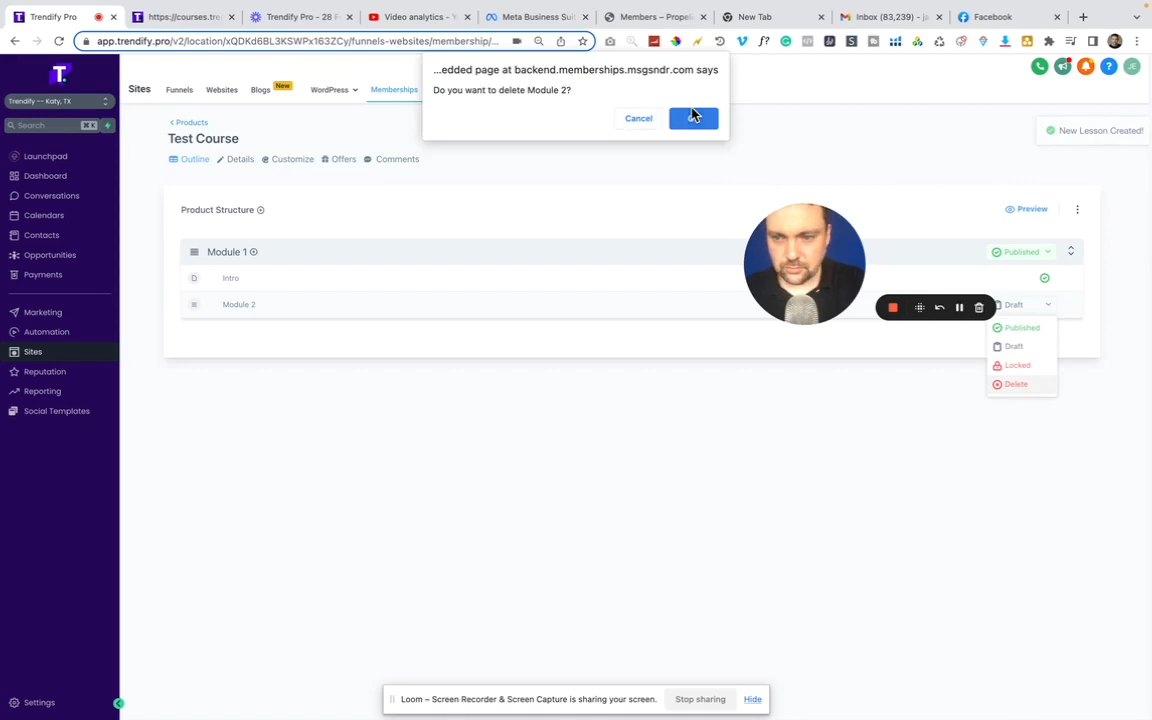 Trendify Pro
https://courses.tren
Trendify Pro - 28 F
Video analytics - Y
Meta Business Sui
Members – Propel
New Tab
Inbox (83,239) - ja
Facebook
app.trendify.pro/v2/location/xQDKd6BL3KSWPx163ZCy/funnels-websites/membership/...
...edded page at backend.memberships.msgsndr.com says
Do you want to delete Module 2?
Cancel
T.
Trendify -- Katy, TX
Search
⌘ K
Launchpad
Dashboard
Conversations
Calendars
Contacts
Opportunities
Payments
Marketing
Automation
Sites
Reputation
Reporting
Social Templates
Settings
Sites
Funnels
Websites
Blogs
New
WordPress
Memberships
JE
New Lesson Created!
Products
Test Course
Outline
Details
Customize
Offers
Comments
Product Structure
Preview
Module 1
Published
Intro
Module 2
Draft
Published
Draft
Locked
Delete
Loom – Screen Recorder & Screen Capture is sharing your screen.
Stop sharing
Hide